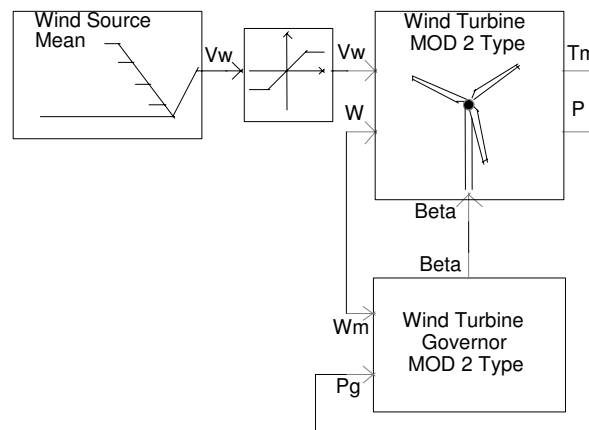 Wind Source
Mean
Vw
Vw
Wind Turbine
MOD 2 Type
Tm
W
P
Beta
Beta
Wm
Wind Turbine
Governor
MOD 2 Type
Pg